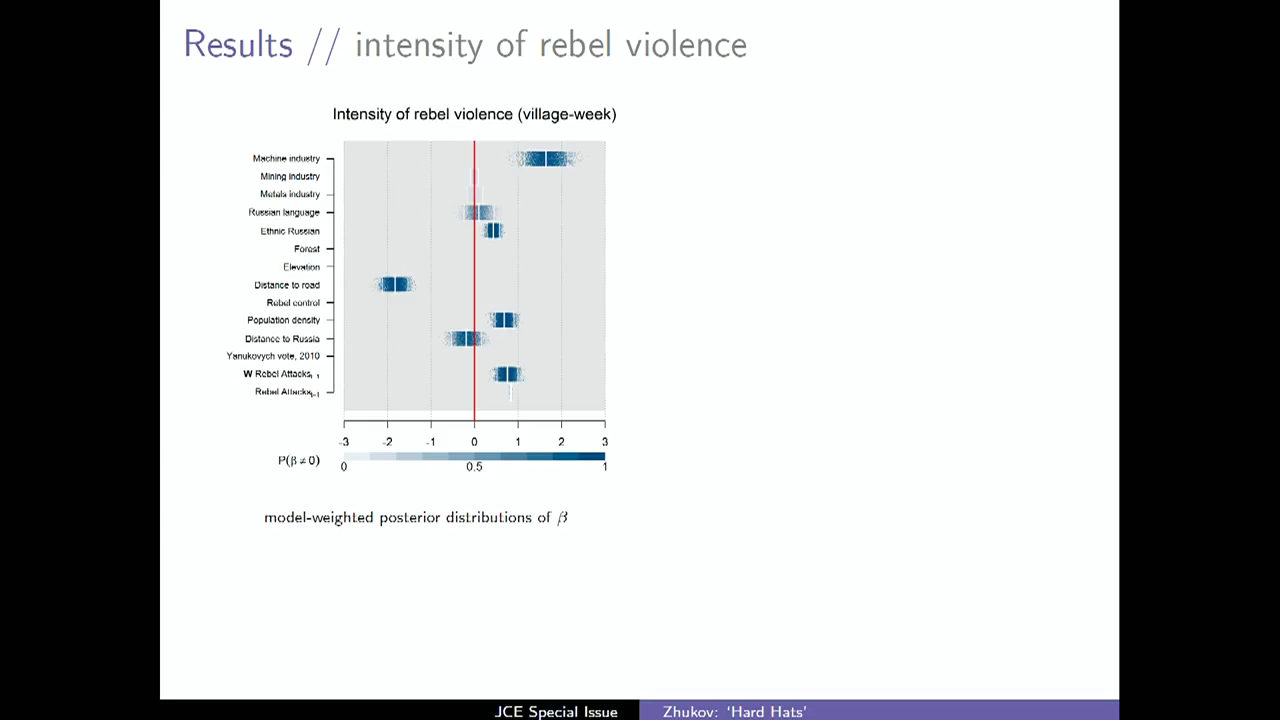 Results // intensity of rebel violence
Intensity of rebel violence (village-week)
Machine industry
Mining industry
Metals industry
Russian language
Ethnic Russian
Forest
Elevation
Distance to road
Rebel control
Population density
Distance to Russia
Yanukovych vote, 2010
W Rebel Attacks t-1
Rebel Attacks t-1
-3 -2 -1 0 1 2 3
P(β≠0)
0 0.5 1
model-weighted posterior distributions of β
JCE Special Issue
Zhukov: ‘Hard Hats’